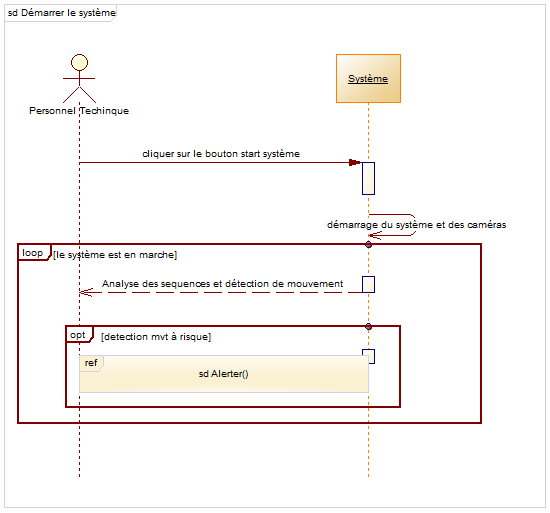 sd Démarrer le système
Système
Personnel Techinque
cliquer sur le bouton start système
démarrage du système et des caméras
loop
[le système est en marche]
Analyse des sequences et détection de mouvement
opt
[detection mvt à risque]
ref
sd Alerter()